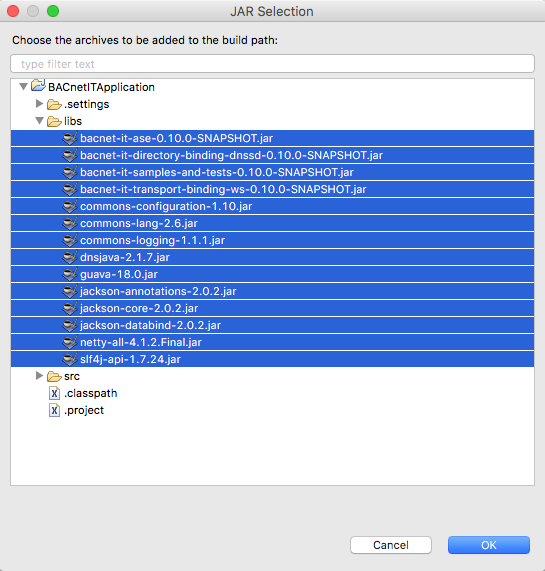 JAR Selection
Choose the archives to be added to the build path:
type filter text
BACnetITApplication
.settings
libs
bacnet-it-ase-0.10.0-SNAPSHOT.jar
bacnet-it-directory-binding-dnssd-0.10.0-SNAPSHOT.jar
bacnet-it-samples-and-tests-0.10.0-SNAPSHOT.jar
bacnet-it-transport-binding-ws-0.10.0-SNAPSHOT.jar
commons-configuration-1.10.jar
commons-lang-2.6.jar
commons-logging-1.1.1.jar
dnsjava-2.1.7.jar
guava-18.0.jar
jackson-annotations-2.0.2.jar
jackson-core-2.0.2.jar
jackson-databind-2.0.2.jar
netty-all-4.1.2.Final.jar
slf4j-api-1.7.24.jar
src
.classpath
.project
Cancel OK